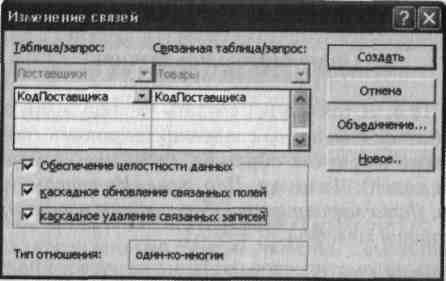 Изменение связей
Таблица/запрос: Связанная таблица/запрос:
Создать
Поставщики Товары
Отмена
КодПоставщика КодПоставщика
Объединение...
Обеспечение целостности данных
Новое..
каскадное обновление связанных полей
каскадное удаление связанных записей
Тип отношения: один-ко-многим